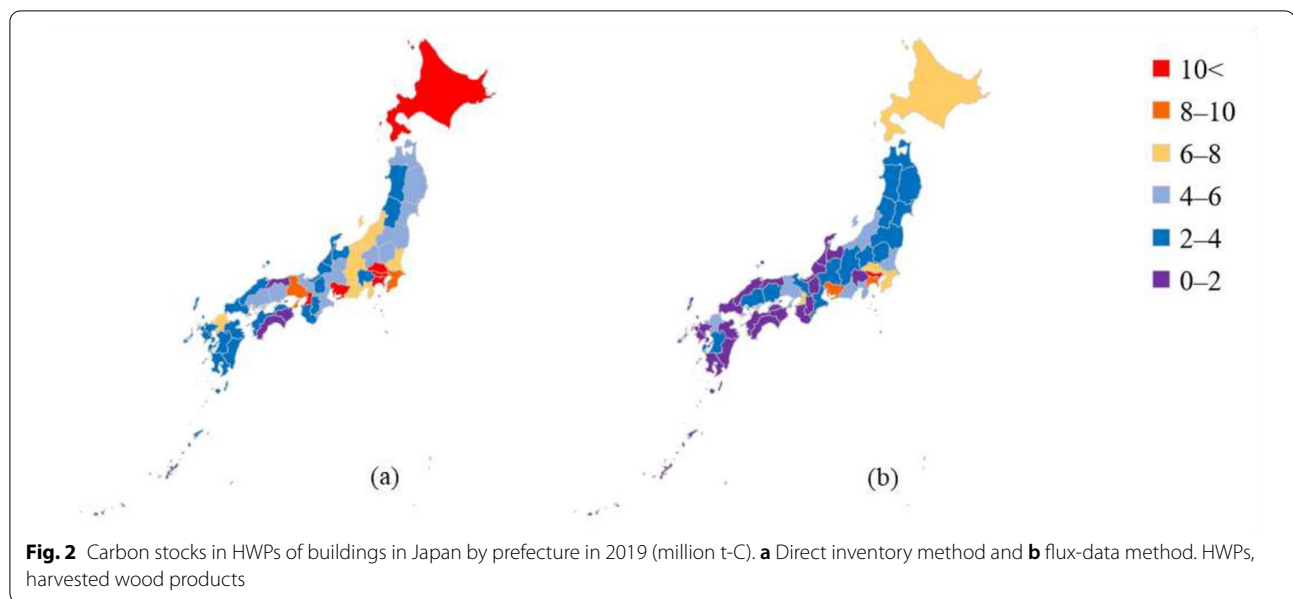 10<
8–10
6–8
4–6
2–4
0–2
(a)
(b)
Fig. 2 Carbon stocks in HWPs of buildings in Japan by prefecture in 2019 (million t-C). a Direct inventory method and b flux-data method. HWPs,
harvested wood products